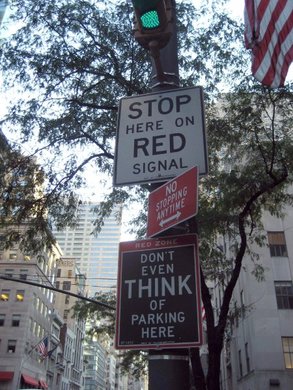 STOP
HERE ON
RED
SIGNAL
NO
STOPPING
ANYTIME
RED ZONE
DON'T
EVEN
THINK
OF
PARKING
HERE